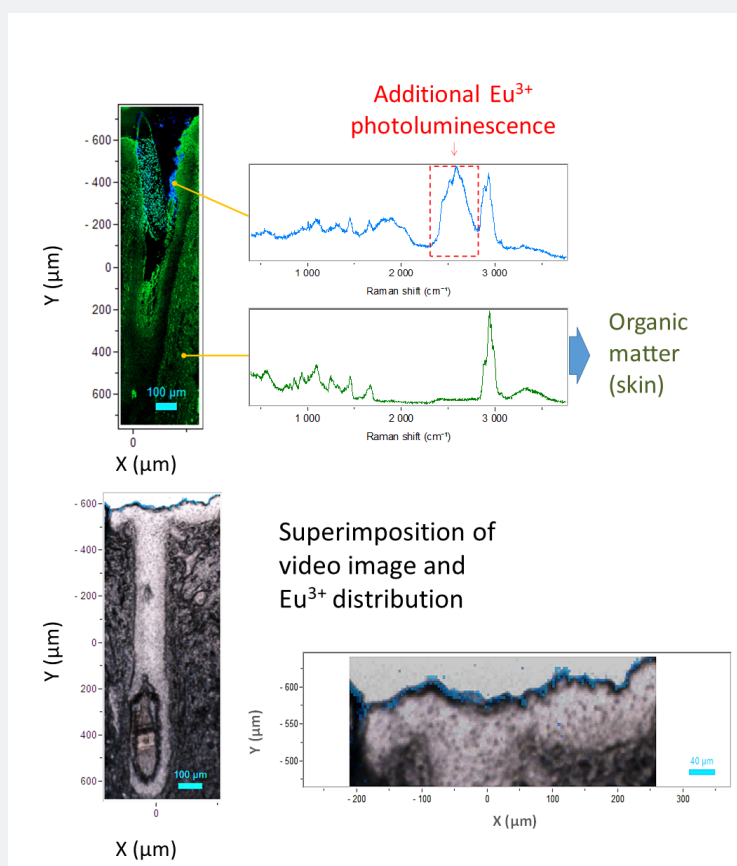 Additional Eu³⁺
photoluminescence
- 600
- 400
- 200
0
200
400
600
Y (µm)
100 µm
0
X (µm)
1 000
2 000
3 000
Raman shift (cm⁻¹)
1 000
2 000
3 000
Raman shift (cm⁻¹)
Organic
matter
(skin)
- 600
- 400
- 200
0
200
400
600
Y (µm)
100 µm
0
X (µm)
Superimposition of
video image and
Eu³⁺ distribution
- 600
- 550
- 500
Y (µm)
40 µm
- 200
- 100
0
100
200
300
X (µm)